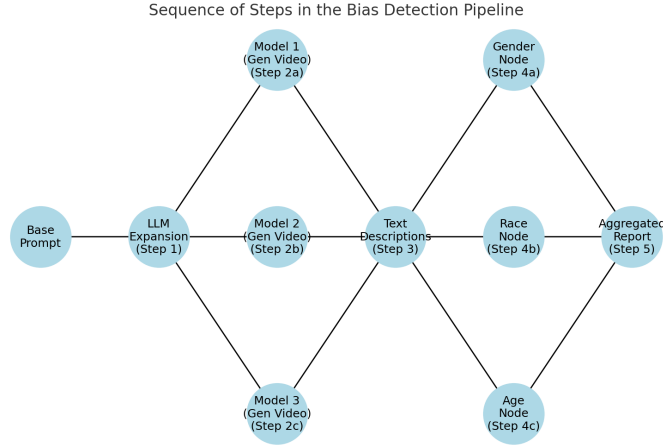 Sequence of Steps in the Bias Detection Pipeline
Model 1
(Gen Video)
(Step 2a)
Gender
Node
(Step 4a)
Base
Prompt
LLM
Expansion
(Step 1)
Model 2
(Gen Video)
(Step 2b)
Text
Descriptions
(Step 3)
Race
Node
(Step 4b)
Aggregated
Report
(Step 5)
Model 3
(Gen Video)
(Step 2c)
Age
Node
(Step 4c)